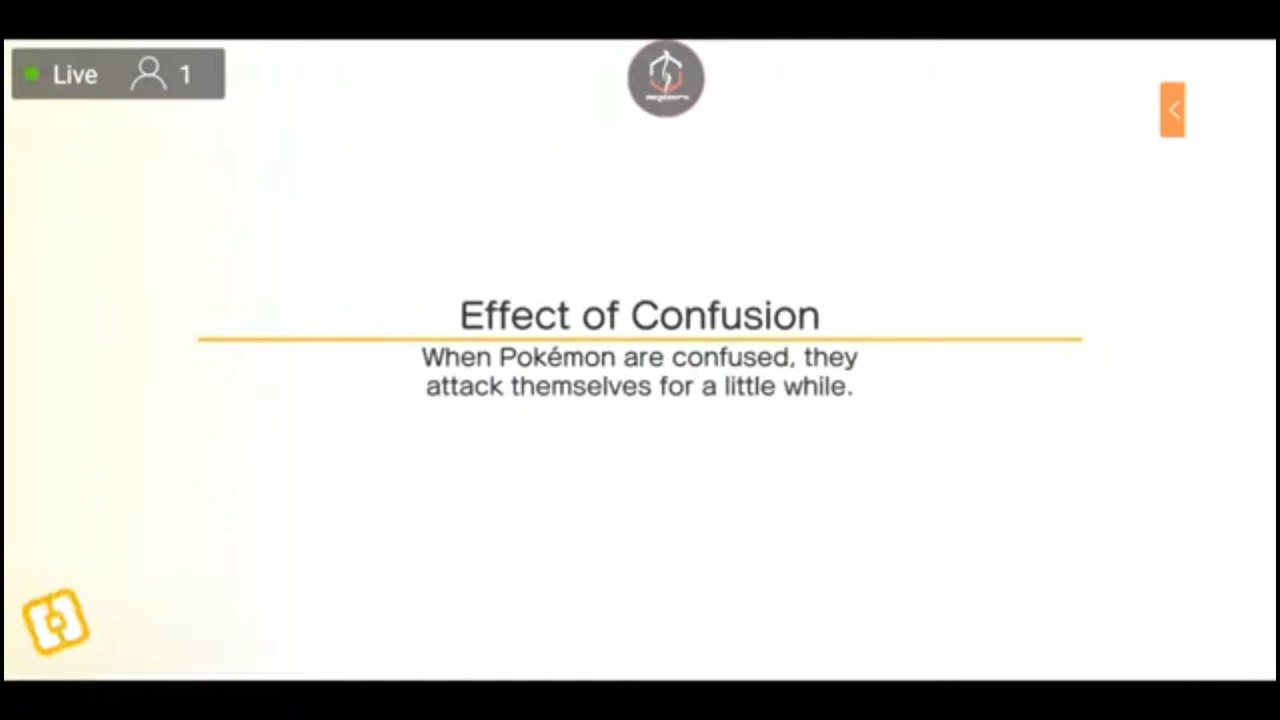 Live 1
Effect of Confusion
When Pokémon are confused, they
attack themselves for a little while.